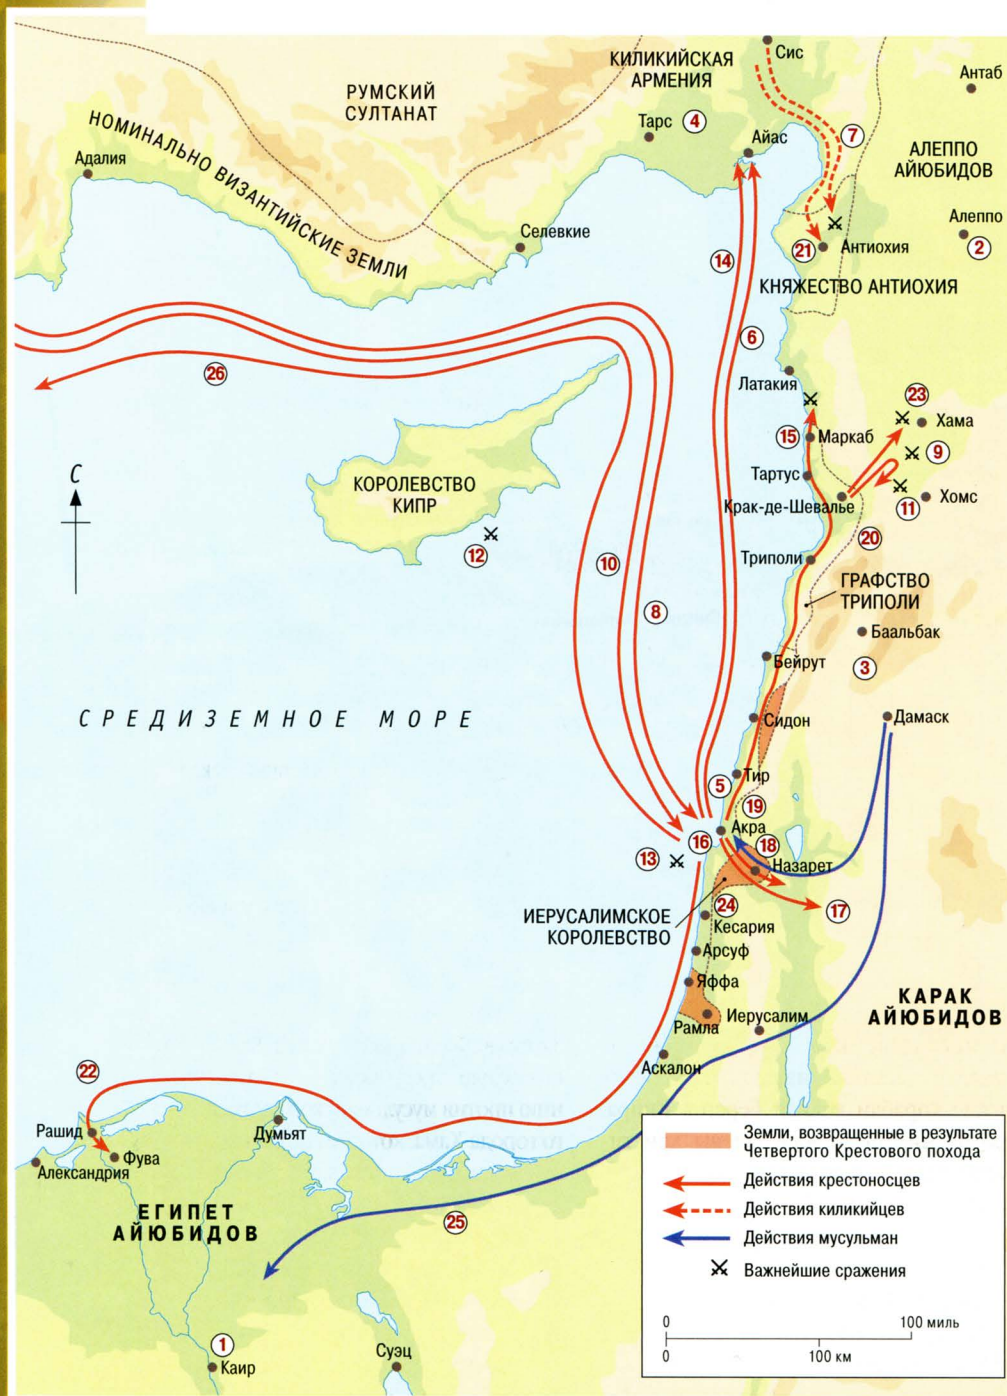 Сис
КИЛИКИЙСКАЯ
АРМЕНИЯ
Антаб
РУМСКИЙ
СУЛТАНАТ
Тарс
4
7
Айас
НОМИНАЛЬНО ВИЗАНТИЙСКИЕ ЗЕМЛИ
Адалия
АЛЕППО
АЙЮБИДОВ
Алеппо
2
Селевкие
21
Антиохия
14
КНЯЖЕСТВО АНТИОХИЯ
6
26
Латакия
23
Хама
15
Маркаб
9
С
Тартус
КОРОЛЕВСТВО
КИПР
Крак-де-Шевалье
Хомс
11
12
20
Триполи
10
ГРАФСТВО
ТРИПОЛИ
8
Баальбак
Бейрут
3
СРЕДИЗЕМНОЕ МОРЕ
Сидон
Дамаск
Тир
5
19
Акра
16
18
13
Назарет
24
17
ИЕРУСАЛИМСКОЕ
КОРОЛЕВСТВО
Кесария
Арсуф
Яффа
КАРАК
АЙЮБИДОВ
Рамла
Иерусалим
Аскалон
22
Рашид
Думьят
Фува
Александрия
ЕГИПЕТ
АЙЮБИДОВ
25
1
Каир
Суэц
Земли, возвращенные в результате
Четвертого Крестового похода
Действия крестоносцев
Действия киликийцев
Действия мусульман
Важнейшие сражения
0
100 миль
0
100 км